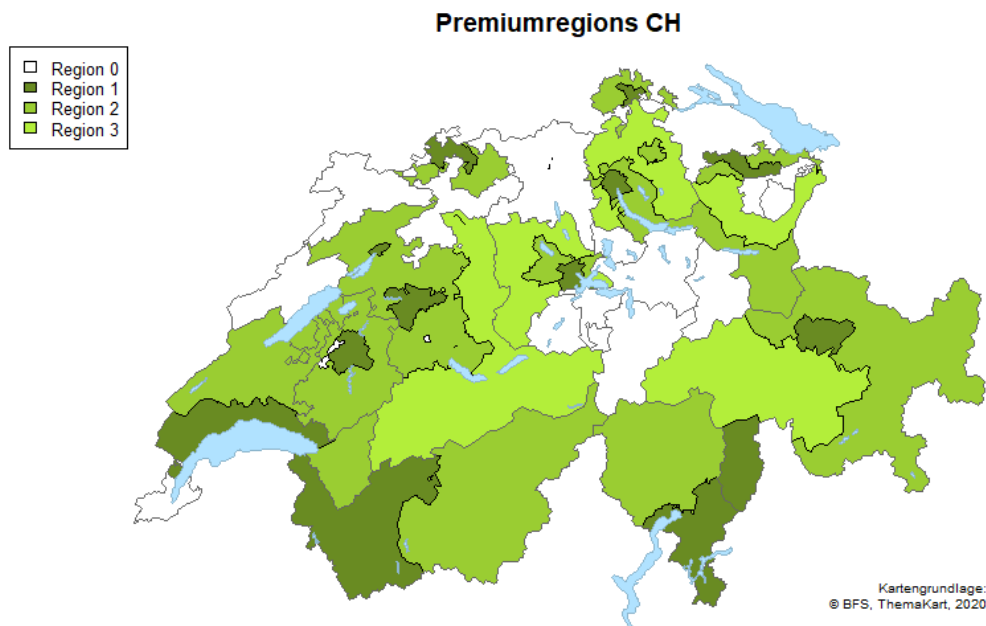 Premiumregions CH
Region 0
Region 1
Region 2
Region 3
Kartengrundlage:
© BFS, ThemaKart, 2020